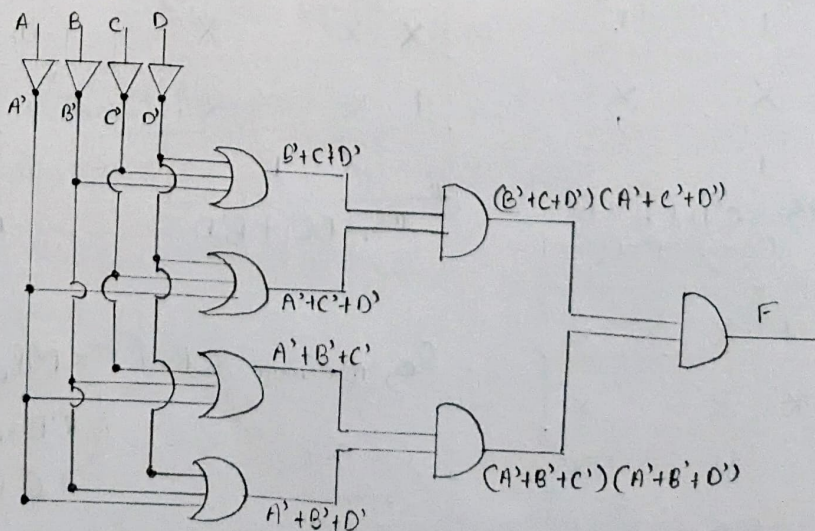 A B C D
A' B' C' D'
B'+C+D'
(B'+C+D')(A'+C'+D')
A'+C'+D'
F
A'+B'+C'
(A'+B'+C')(A'+B'+D')
A'+B'+D'